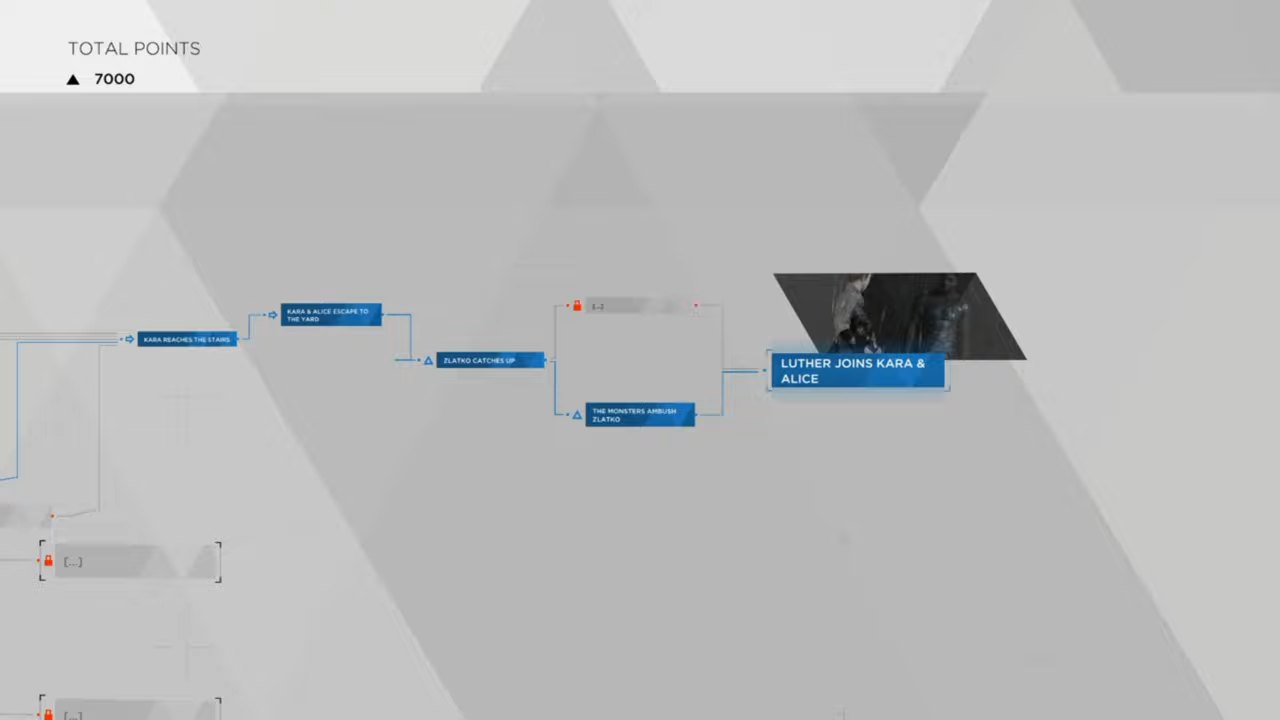 TOTAL POINTS
7000
KARA REACHES THE STAIRS
KARA & ALICE ESCAPE TO
THE YARD
ZLATKO CATCHES UP
[...]
THE MONSTERS AMBUSH
ZLATKO
LUTHER JOINS KARA &
ALICE
[...]
[...]